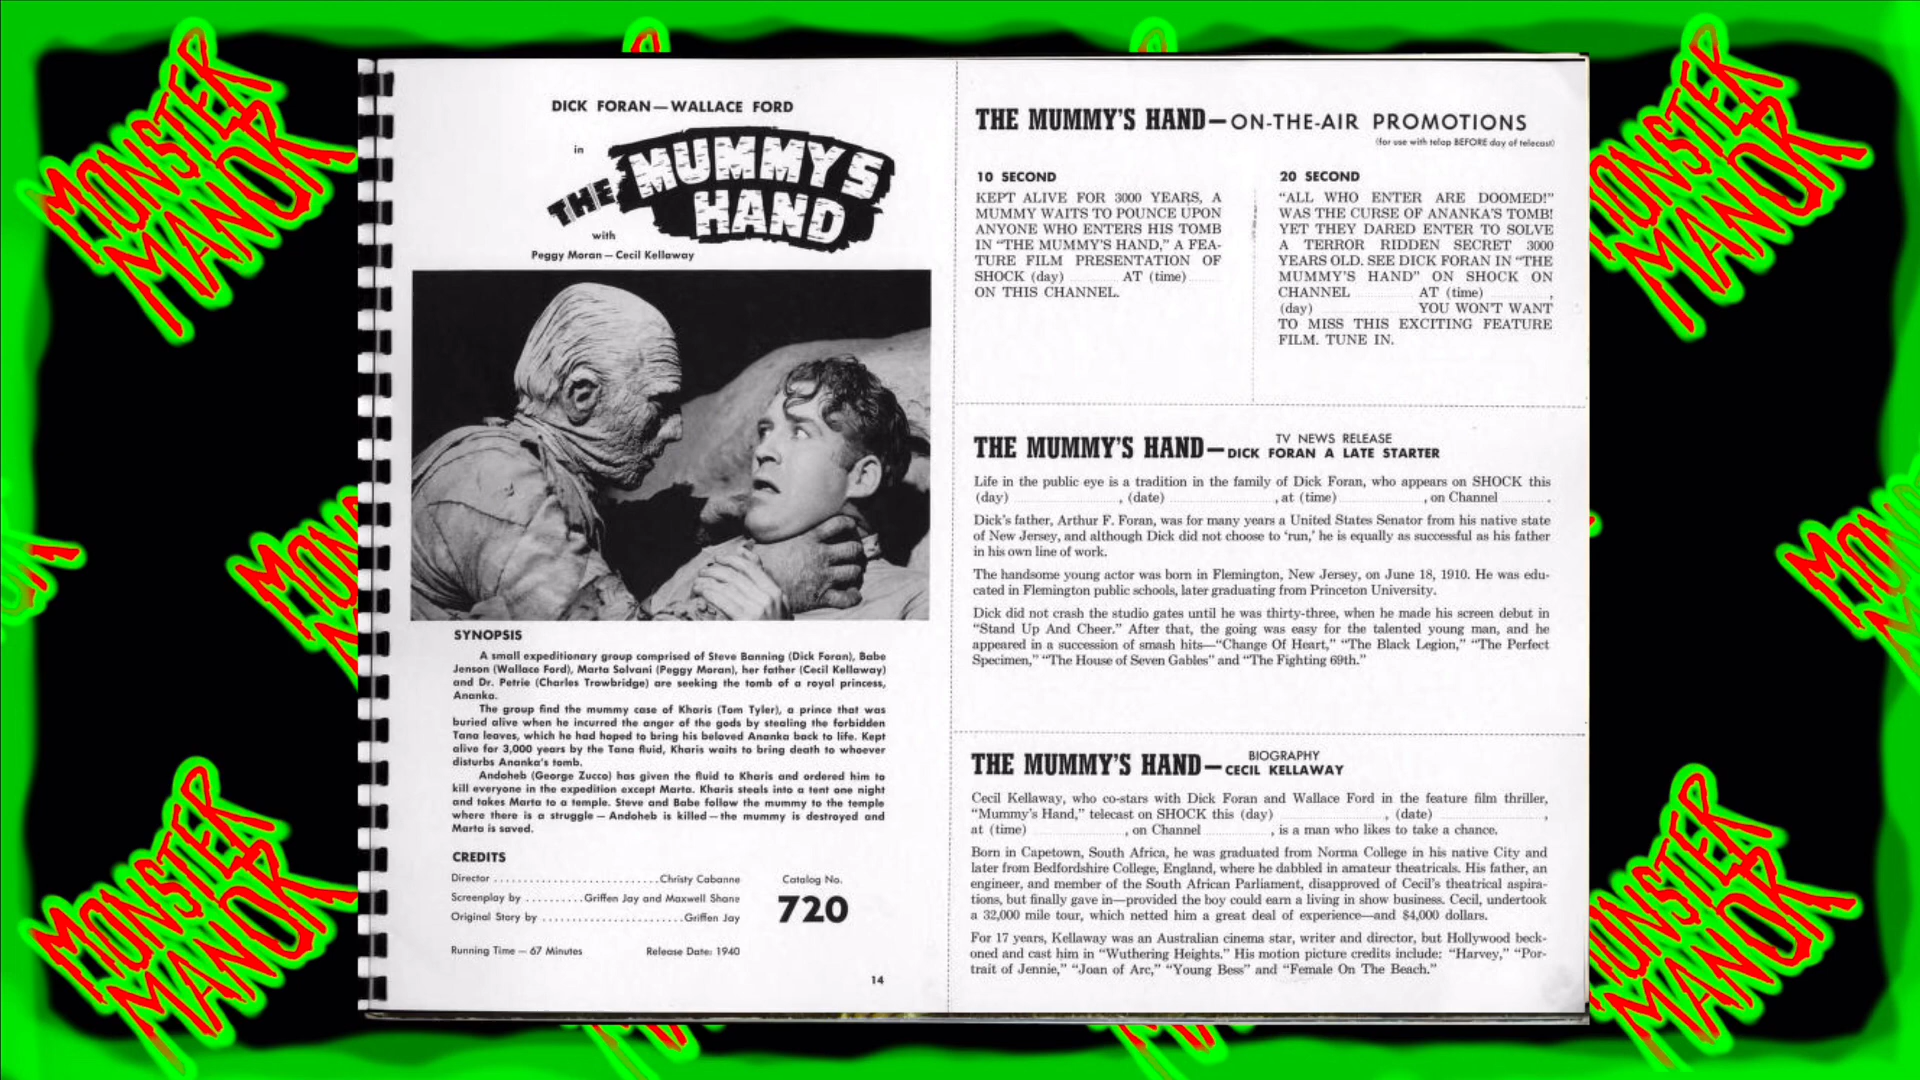 MONSTER
MANOR
MONSTER
MANOR
DICK FORAN—WALLACE FORD
in
THE MUMMY'S
HAND
with
Peggy Moran—Cecil Kellaway
SYNOPSIS
A small expeditionary group comprised of Steve Banning (Dick Foran), Babe
Jenson (Wallace Ford), Marta Solvani (Peggy Moran), her father (Cecil Kellaway)
and Dr. Petrie (Charles Trowbridge) are seeking the tomb of a royal princess,
Ananka.
The group find the mummy case of Kharis (Tom Tyler), a prince that was
buried alive when he incurred the anger of the gods by stealing the forbidden
Tana leaves, which he had hoped to bring his beloved Ananka back to life. Kept
alive for 3,000 years by the Tana fluid, Kharis waits to bring death to whoever
disturbs Ananka's tomb.
Andoheb (George Zucco) has given the fluid to Kharis and ordered him to
kill everyone in the expedition except Marta. Kharis steals into a tent one night
and takes Marta to a temple. Steve and Babe follow the mummy to the temple
where there is a struggle — Andoheb is killed — the mummy is destroyed and
Marta is saved.
CREDITS
Director ............................Christy Cabanne
Screenplay by ..........Griffen Jay and Maxwell Shane
Original Story by ........................Griffen Jay
Catalog No.
720
Running Time — 67 Minutes Release Date: 1940
14
THE MUMMY'S HAND—ON-THE-AIR PROMOTIONS
(for use with telop BEFORE day of telecast)
10 SECOND
KEPT ALIVE FOR 3000 YEARS, A
MUMMY WAITS TO POUNCE UPON
ANYONE WHO ENTERS HIS TOMB
IN "THE MUMMY'S HAND," A FEA-
TURE FILM PRESENTATION OF
SHOCK (day) AT (time)
ON THIS CHANNEL.
20 SECOND
"ALL WHO ENTER ARE DOOMED!"
WAS THE CURSE OF ANANKA'S TOMB!
YET THEY DARED ENTER TO SOLVE
A TERROR RIDDEN SECRET 3000
YEARS OLD. SEE DICK FORAN IN "THE
MUMMY'S HAND" ON SHOCK ON
CHANNEL AT (time) ,
(day) YOU WON'T WANT
TO MISS THIS EXCITING FEATURE
FILM. TUNE IN.
THE MUMMY'S HAND— TV NEWS RELEASE
DICK FORAN A LATE STARTER
Life in the public eye is a tradition in the family of Dick Foran, who appears on SHOCK this
(day) , (date) , at (time) , on Channel .
Dick's father, Arthur F. Foran, was for many years a United States Senator from his native state
of New Jersey, and although Dick did not choose to 'run,' he is equally as successful as his father
in his own line of work.
The handsome young actor was born in Flemington, New Jersey, on June 18, 1910. He was edu-
cated in Flemington public schools, later graduating from Princeton University.
Dick did not crash the studio gates until he was thirty-three, when he made his screen debut in
"Stand Up And Cheer." After that, the going was easy for the talented young man, and he
appeared in a succession of smash hits—"Change Of Heart," "The Black Legion," "The Perfect
Specimen," "The House of Seven Gables" and "The Fighting 69th."
THE MUMMY'S HAND— BIOGRAPHY
CECIL KELLAWAY
Cecil Kellaway, who co-stars with Dick Foran and Wallace Ford in the feature film thriller,
"Mummy's Hand," telecast on SHOCK this (day) , (date) ,
at (time) , on Channel , is a man who likes to take a chance.
Born in Capetown, South Africa, he was graduated from Norma College in his native City and
later from Bedfordshire College, England, where he dabbled in amateur theatricals. His father, an
engineer, and member of the South African Parliament, disapproved of Cecil's theatrical aspira-
tions, but finally gave in—provided the boy could earn a living in show business. Cecil, undertook
a 32,000 mile tour, which netted him a great deal of experience—and $4,000 dollars.
For 17 years, Kellaway was an Australian cinema star, writer and director, but Hollywood beck-
oned and cast him in "Wuthering Heights." His motion picture credits include: "Harvey," "Por-
trait of Jennie," "Joan of Arc," "Young Bess" and "Female On The Beach."
MONSTER
MANOR
MONSTER
MANOR